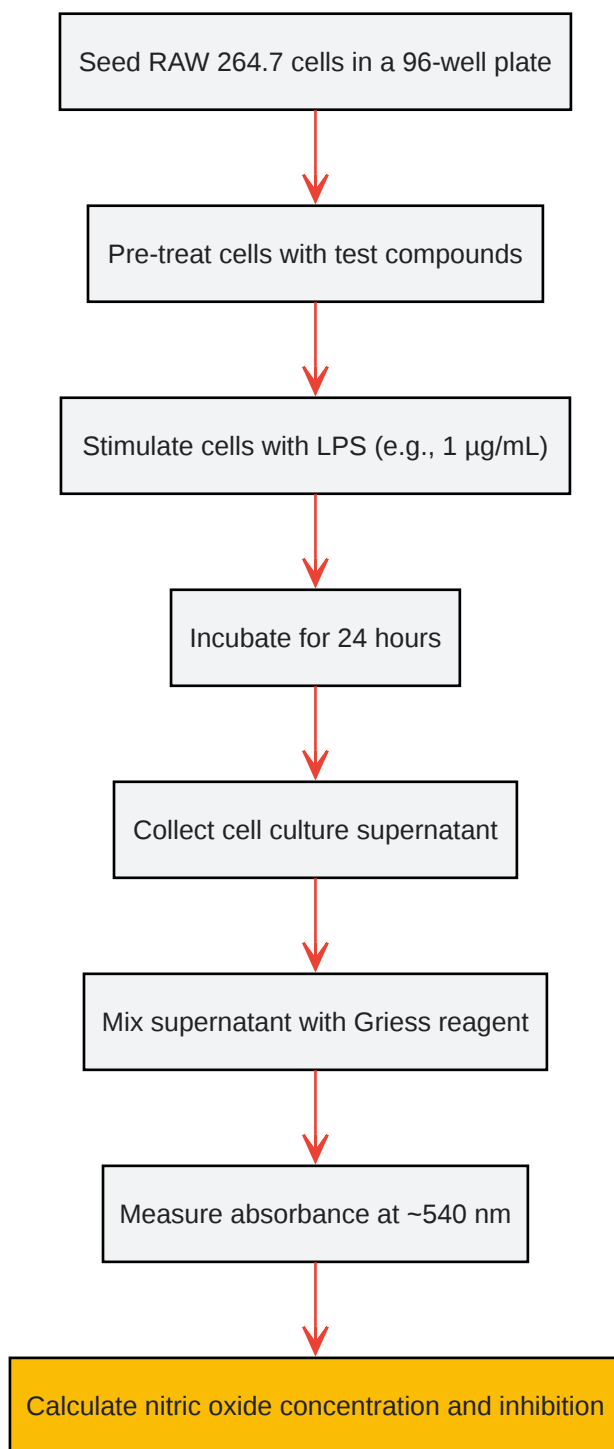 Seed RAW 264.7 cells in a 96-well plate
Pre-treat cells with test compounds
Stimulate cells with LPS (e.g., 1 µg/mL)
Incubate for 24 hours
Collect cell culture supernatant
Mix supernatant with Griess reagent
Measure absorbance at ~540 nm
Calculate nitric oxide concentration and inhibition